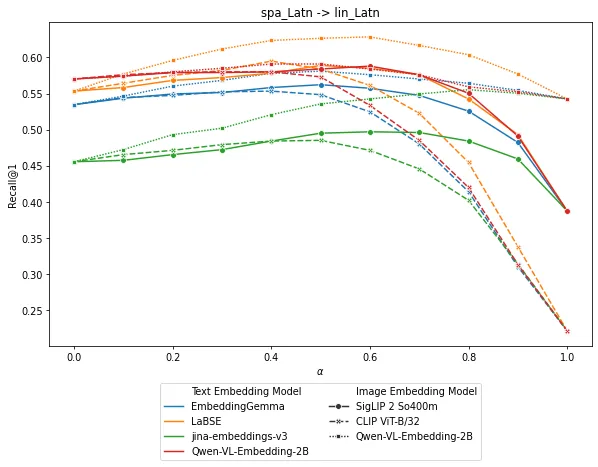 spa_Latn -> lin_Latn
Recall@1
0.60
0.55
0.50
0.45
0.40
0.35
0.30
0.25
0.0 0.2 0.4 0.6 0.8 1.0
α
Text Embedding Model Image Embedding Model
EmbeddingGemma SigLIP 2 So400m
LaBSE CLIP ViT-B/32
jina-embeddings-v3 Qwen-VL-Embedding-2B
Qwen-VL-Embedding-2B